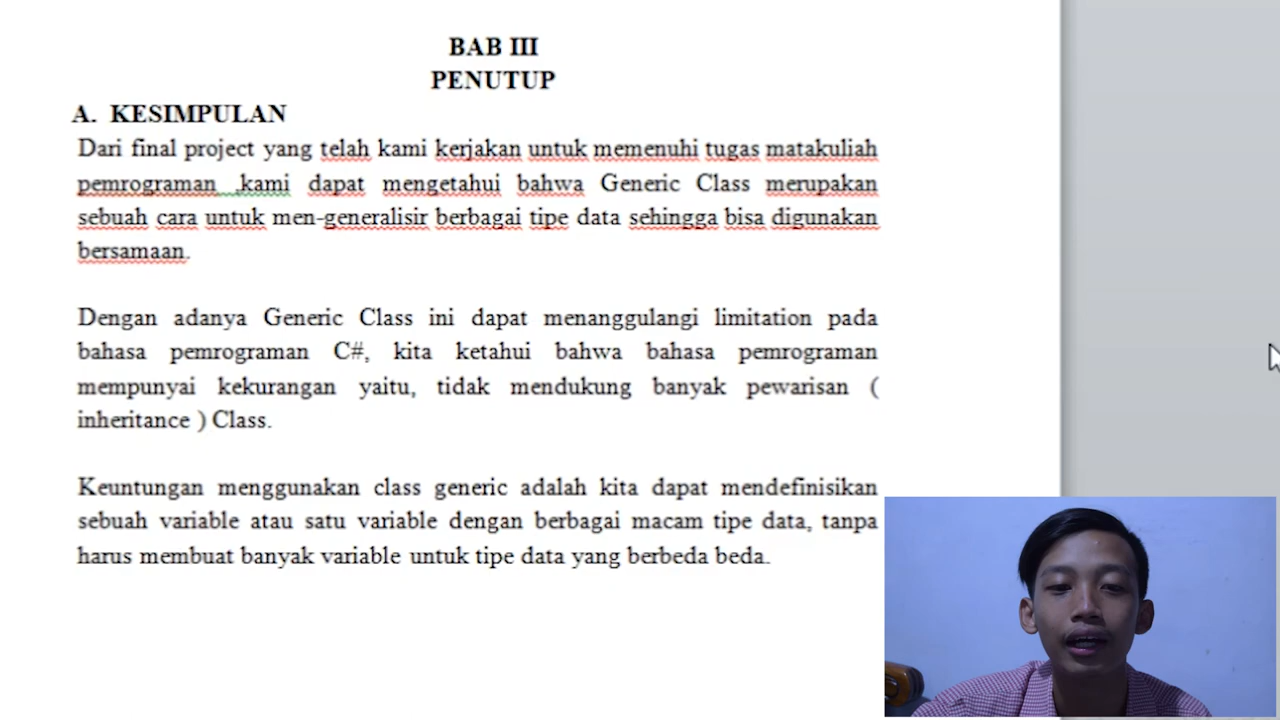 BAB III
PENUTUP
A. KESIMPULAN
Dari final project yang telah kami kerjakan untuk memenuhi tugas matakuliah
pemrograman ,kami dapat mengetahui bahwa Generic Class merupakan
sebuah cara untuk men-generalisir berbagai tipe data sehingga bisa digunakan
bersamaan.
Dengan adanya Generic Class ini dapat menanggulangi limitation pada
bahasa pemrograman C#, kita ketahui bahwa bahasa pemrograman
mempunyai kekurangan yaitu, tidak mendukung banyak pewarisan (
inheritance ) Class.
Keuntungan menggunakan class generic adalah kita dapat mendefinisikan
sebuah variable atau satu variable dengan berbagai macam tipe data, tanpa
harus membuat banyak variable untuk tipe data yang berbeda beda.